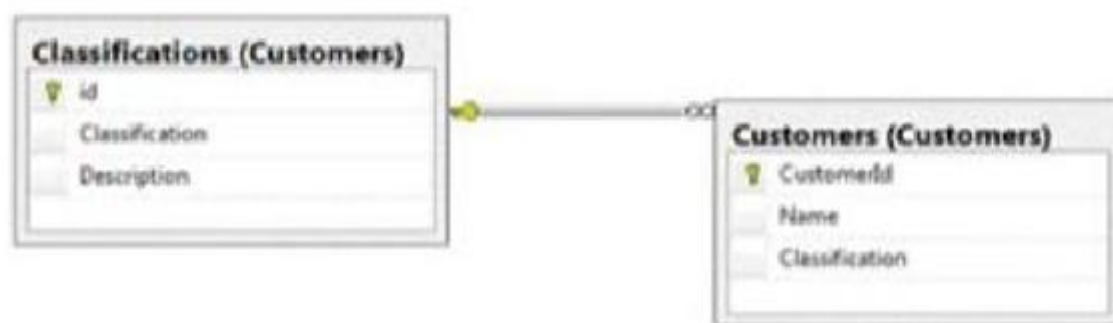 Classifications (Customers)
id
Classification
Description
Customers (Customers)
CustomerId
Name
Classification